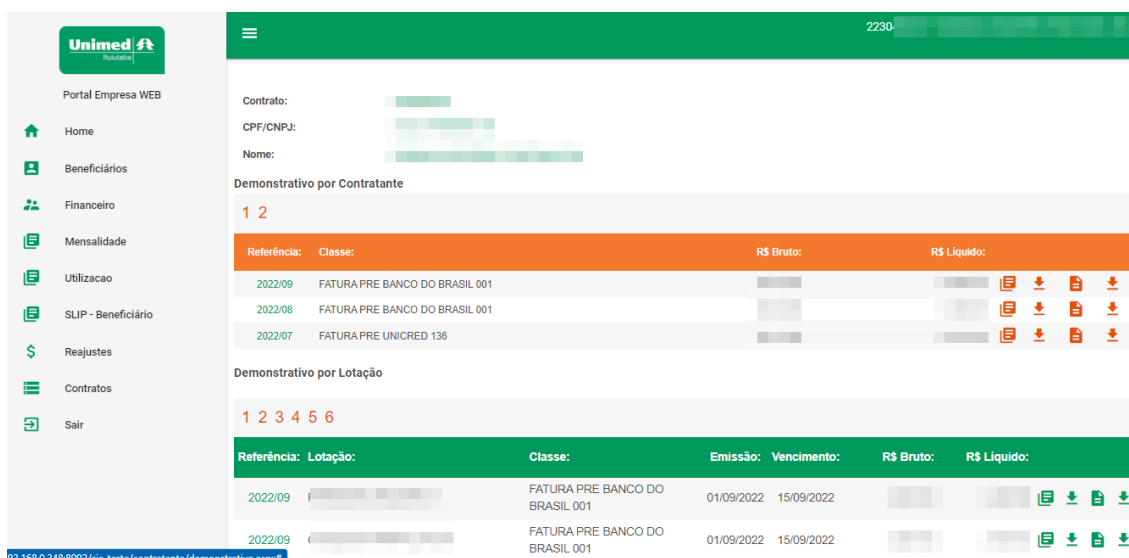 Unimed
Ituiutaba
2230
Portal Empresa WEB
Home
Beneficiários
Financeiro
Mensalidade
Utilizacao
SLIP - Beneficiário
Reajustes
Contratos
Sair
Contrato:
CPF/CNPJ:
Nome:
Demonstrativo por Contratante
1 2
Referência: Classe: R$ Bruto: R$ Líquido:
2022/09 FATURA PRE BANCO DO BRASIL 001
2022/08 FATURA PRE BANCO DO BRASIL 001
2022/07 FATURA PRE UNICRED 136
Demonstrativo por Lotação
1 2 3 4 5 6
Referência: Lotação: Classe: Emissão: Vencimento: R$ Bruto: R$ Líquido:
2022/09 FATURA PRE BANCO DO BRASIL 001 01/09/2022 15/09/2022
2022/09 FATURA PRE BANCO DO BRASIL 001 01/09/2022 15/09/2022